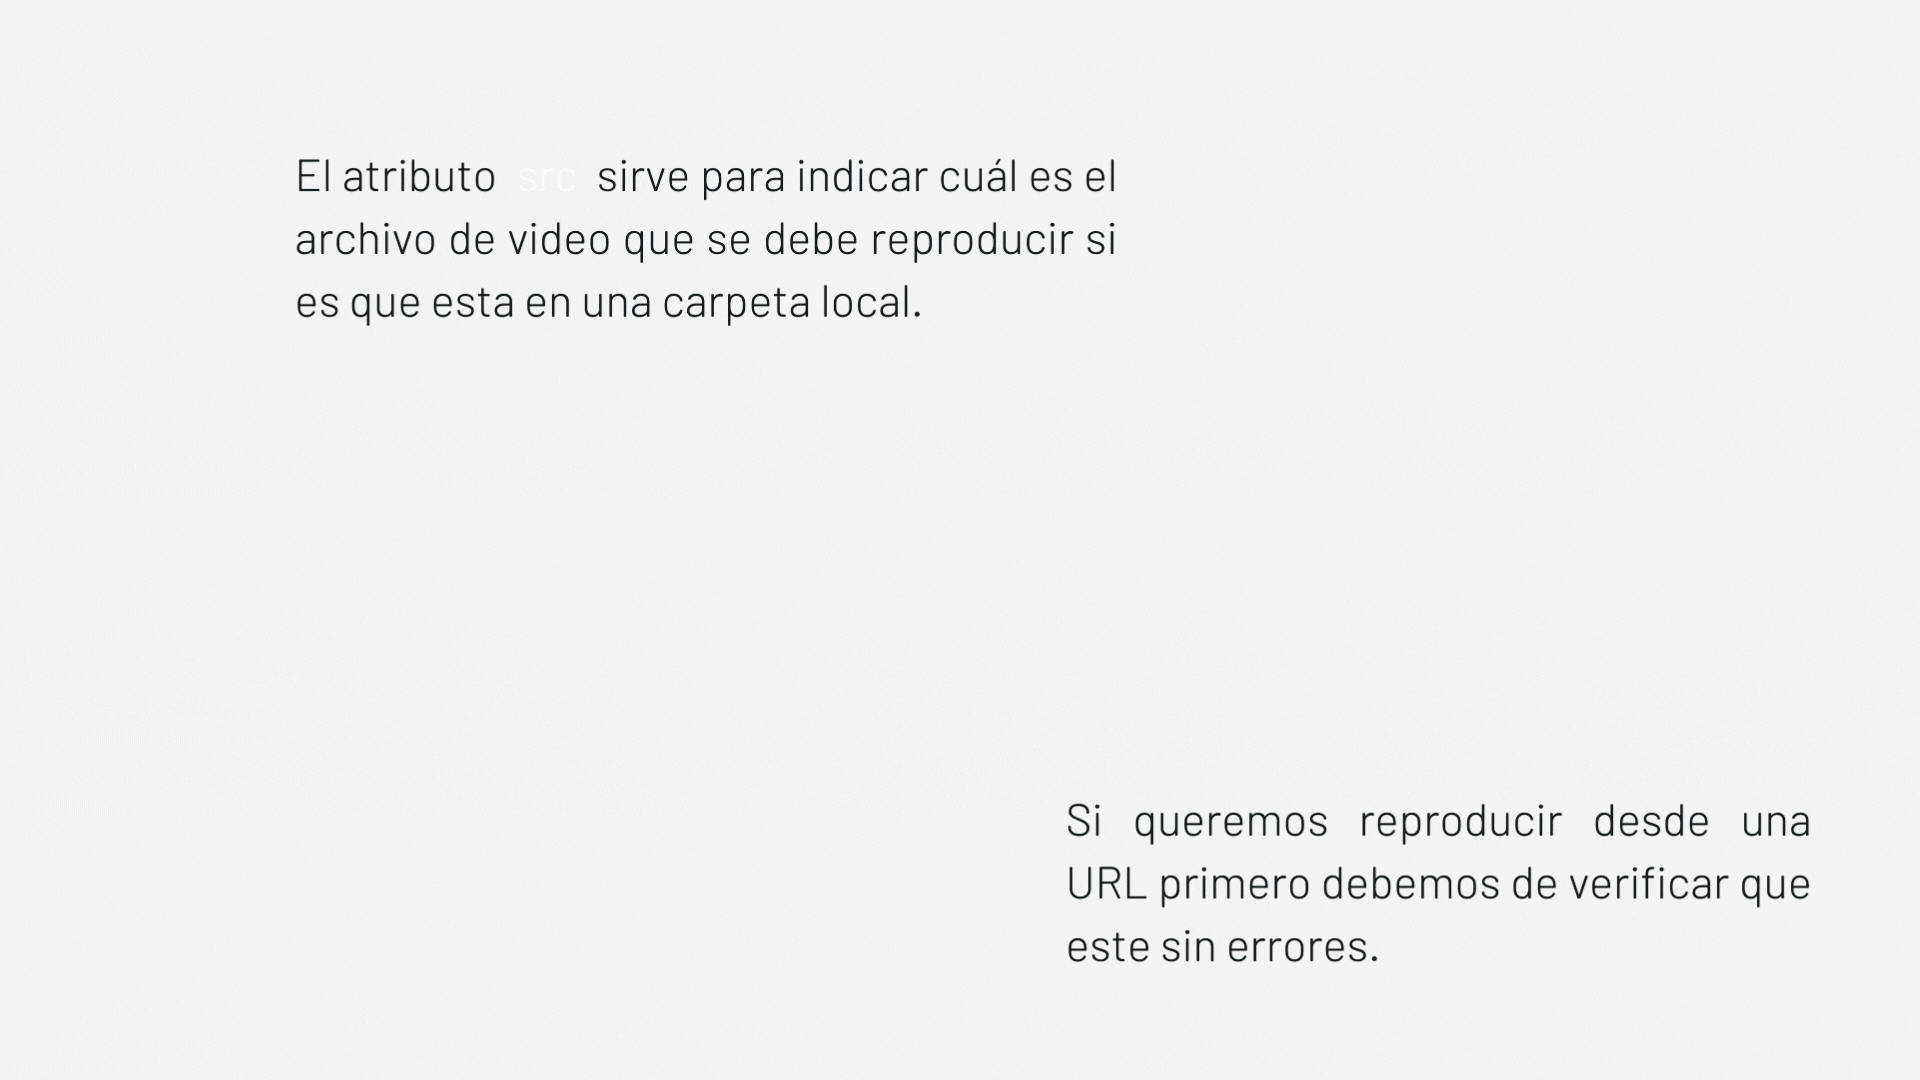 El atributo src sirve para indicar cuál es el
archivo de video que se debe reproducir si
es que esta en una carpeta local.
Si queremos reproducir desde una
URL primero debemos de verificar que
este sin errores.